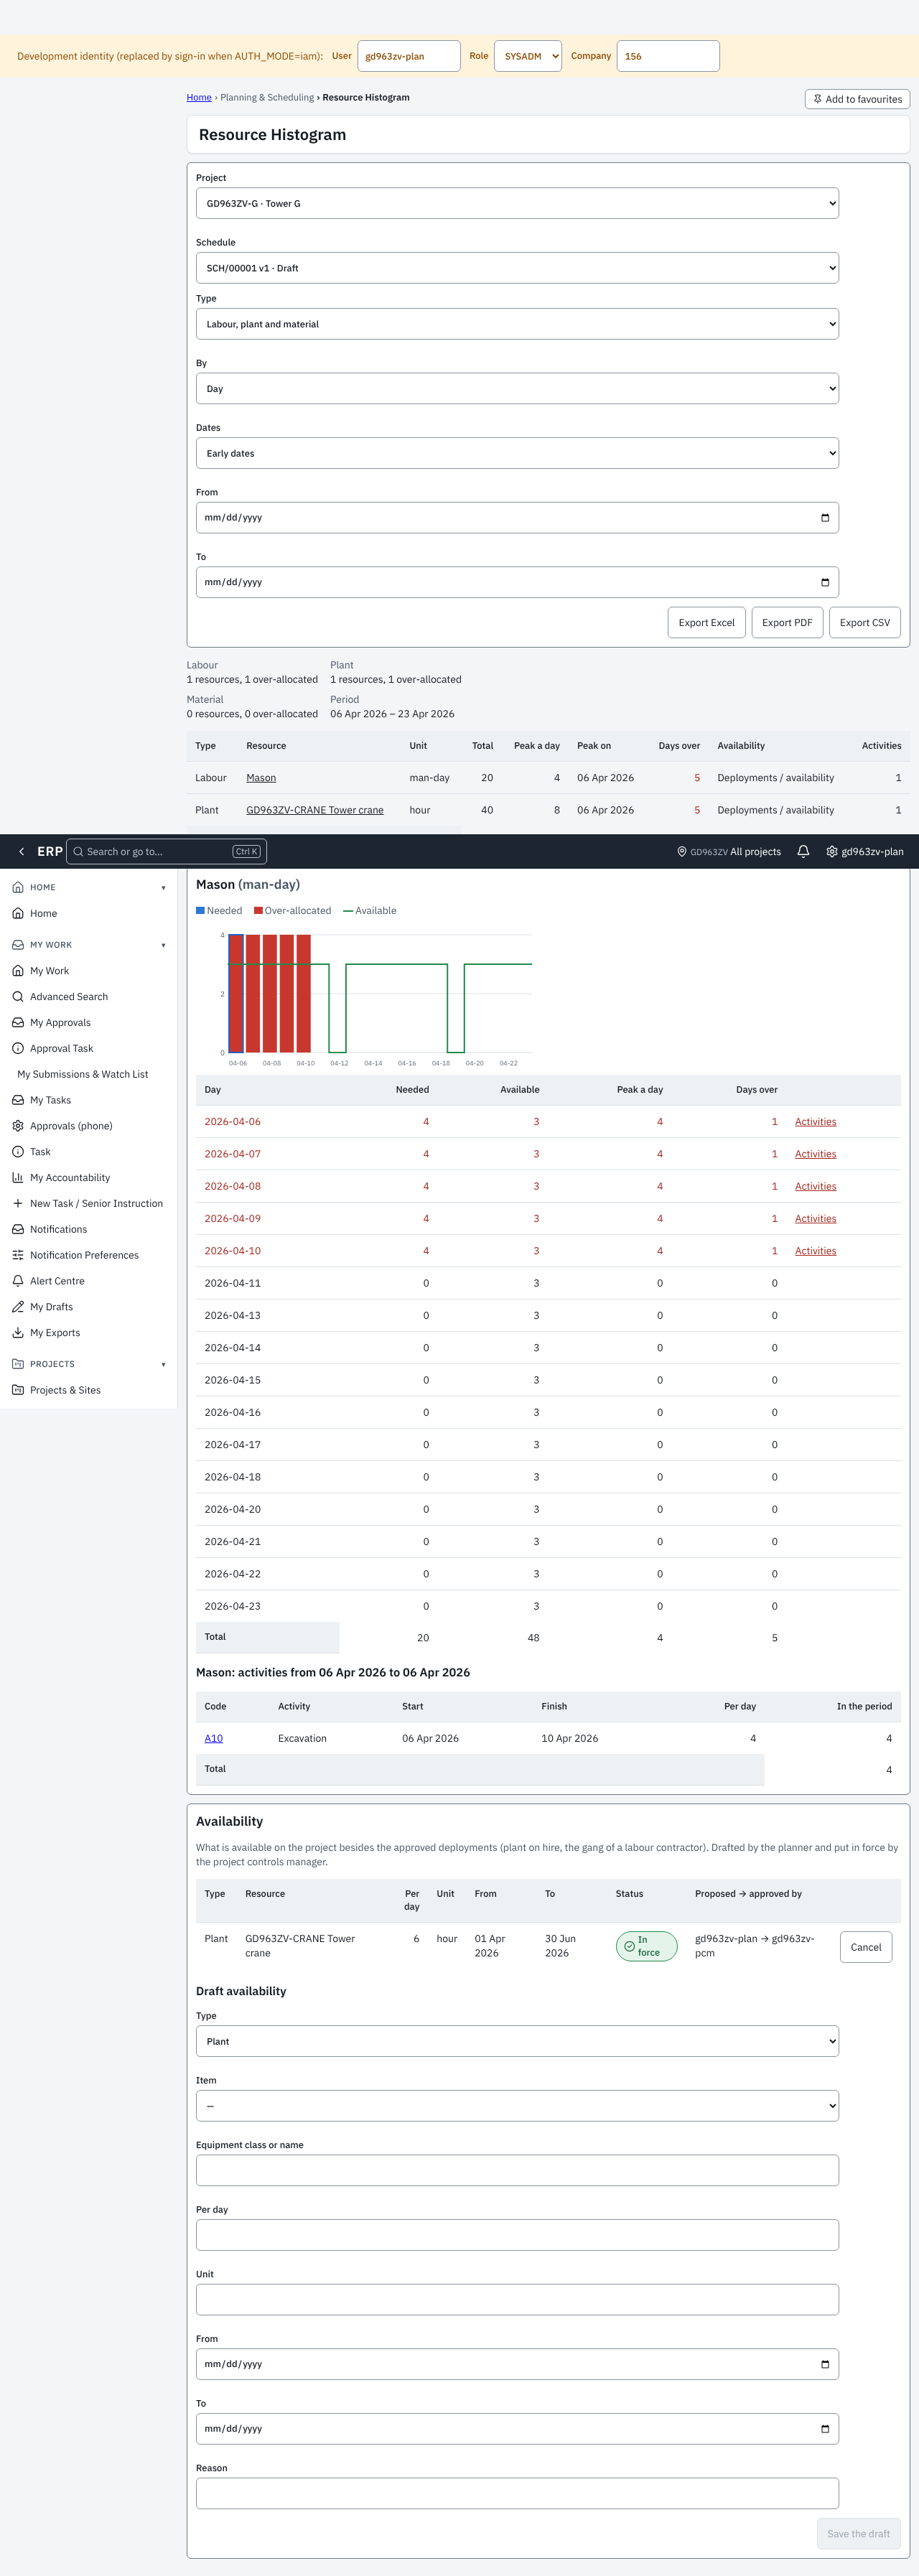 Development identity (replaced by sign-in when AUTH_MODE=iam): User gd963zv-plan Role SYSADM Company 156
Home › Planning & Scheduling › Resource Histogram
Add to favourites
Resource Histogram
Project
GD963ZV-G · Tower G
Schedule
SCH/00001 v1 · Draft
Type
Labour, plant and material
By
Day
Dates
Early dates
From
mm/dd/yyyy
To
mm/dd/yyyy
Export Excel Export PDF Export CSV
Labour Plant
1 resources, 1 over-allocated 1 resources, 1 over-allocated
Material Period
0 resources, 0 over-allocated 06 Apr 2026 – 23 Apr 2026
Type Resource Unit Total Peak a day Peak on Days over Availability Activities
Labour Mason man-day 20 4 06 Apr 2026 5 Deployments / availability 1
Plant GD963ZV-CRANE Tower crane hour 40 8 06 Apr 2026 5 Deployments / availability 1
ERP Search or go to... Ctrl K GD963ZV All projects gd963zv-plan
HOME
Home
MY WORK
My Work
Advanced Search
My Approvals
Approval Task
My Submissions & Watch List
My Tasks
Approvals (phone)
Task
My Accountability
New Task / Senior Instruction
Notifications
Notification Preferences
Alert Centre
My Drafts
My Exports
PROJECTS
Projects & Sites
Mason (man-day)
Needed Over-allocated Available
4
2
0
04-06 04-08 04-10 04-12 04-14 04-16 04-18 04-20 04-22
Day Needed Available Peak a day Days over
2026-04-06 4 3 4 1 Activities
2026-04-07 4 3 4 1 Activities
2026-04-08 4 3 4 1 Activities
2026-04-09 4 3 4 1 Activities
2026-04-10 4 3 4 1 Activities
2026-04-11 0 3 0 0
2026-04-13 0 3 0 0
2026-04-14 0 3 0 0
2026-04-15 0 3 0 0
2026-04-16 0 3 0 0
2026-04-17 0 3 0 0
2026-04-18 0 3 0 0
2026-04-20 0 3 0 0
2026-04-21 0 3 0 0
2026-04-22 0 3 0 0
2026-04-23 0 3 0 0
Total 20 48 4 5
Mason: activities from 06 Apr 2026 to 06 Apr 2026
Code Activity Start Finish Per day In the period
A10 Excavation 06 Apr 2026 10 Apr 2026 4 4
Total 4
Availability
What is available on the project besides the approved deployments (plant on hire, the gang of a labour contractor). Drafted by the planner and put in force by
the project controls manager.
Type Resource Per day Unit From To Status Proposed → approved by
Plant GD963ZV-CRANE Tower crane 6 hour 01 Apr 2026 30 Jun 2026 In force gd963zv-plan → gd963zv-pcm Cancel
Draft availability
Type
Plant
Item
—
Equipment class or name
Per day
Unit
From
mm/dd/yyyy
To
mm/dd/yyyy
Reason
Save the draft